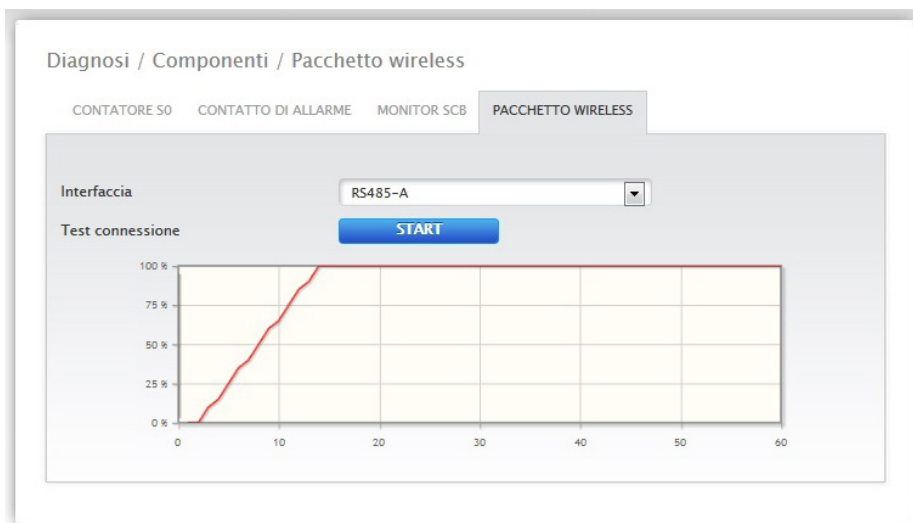 Diagnosi / Componenti / Pacchetto wireless
CONTATORE S0 CONTATTO DI ALLARME MONITOR SCB PACCHETTO WIRELESS
Interfaccia RS485-A
Test connessione START
100 %
75 %
50 %
25 %
0 %
0 10 20 30 40 50 60